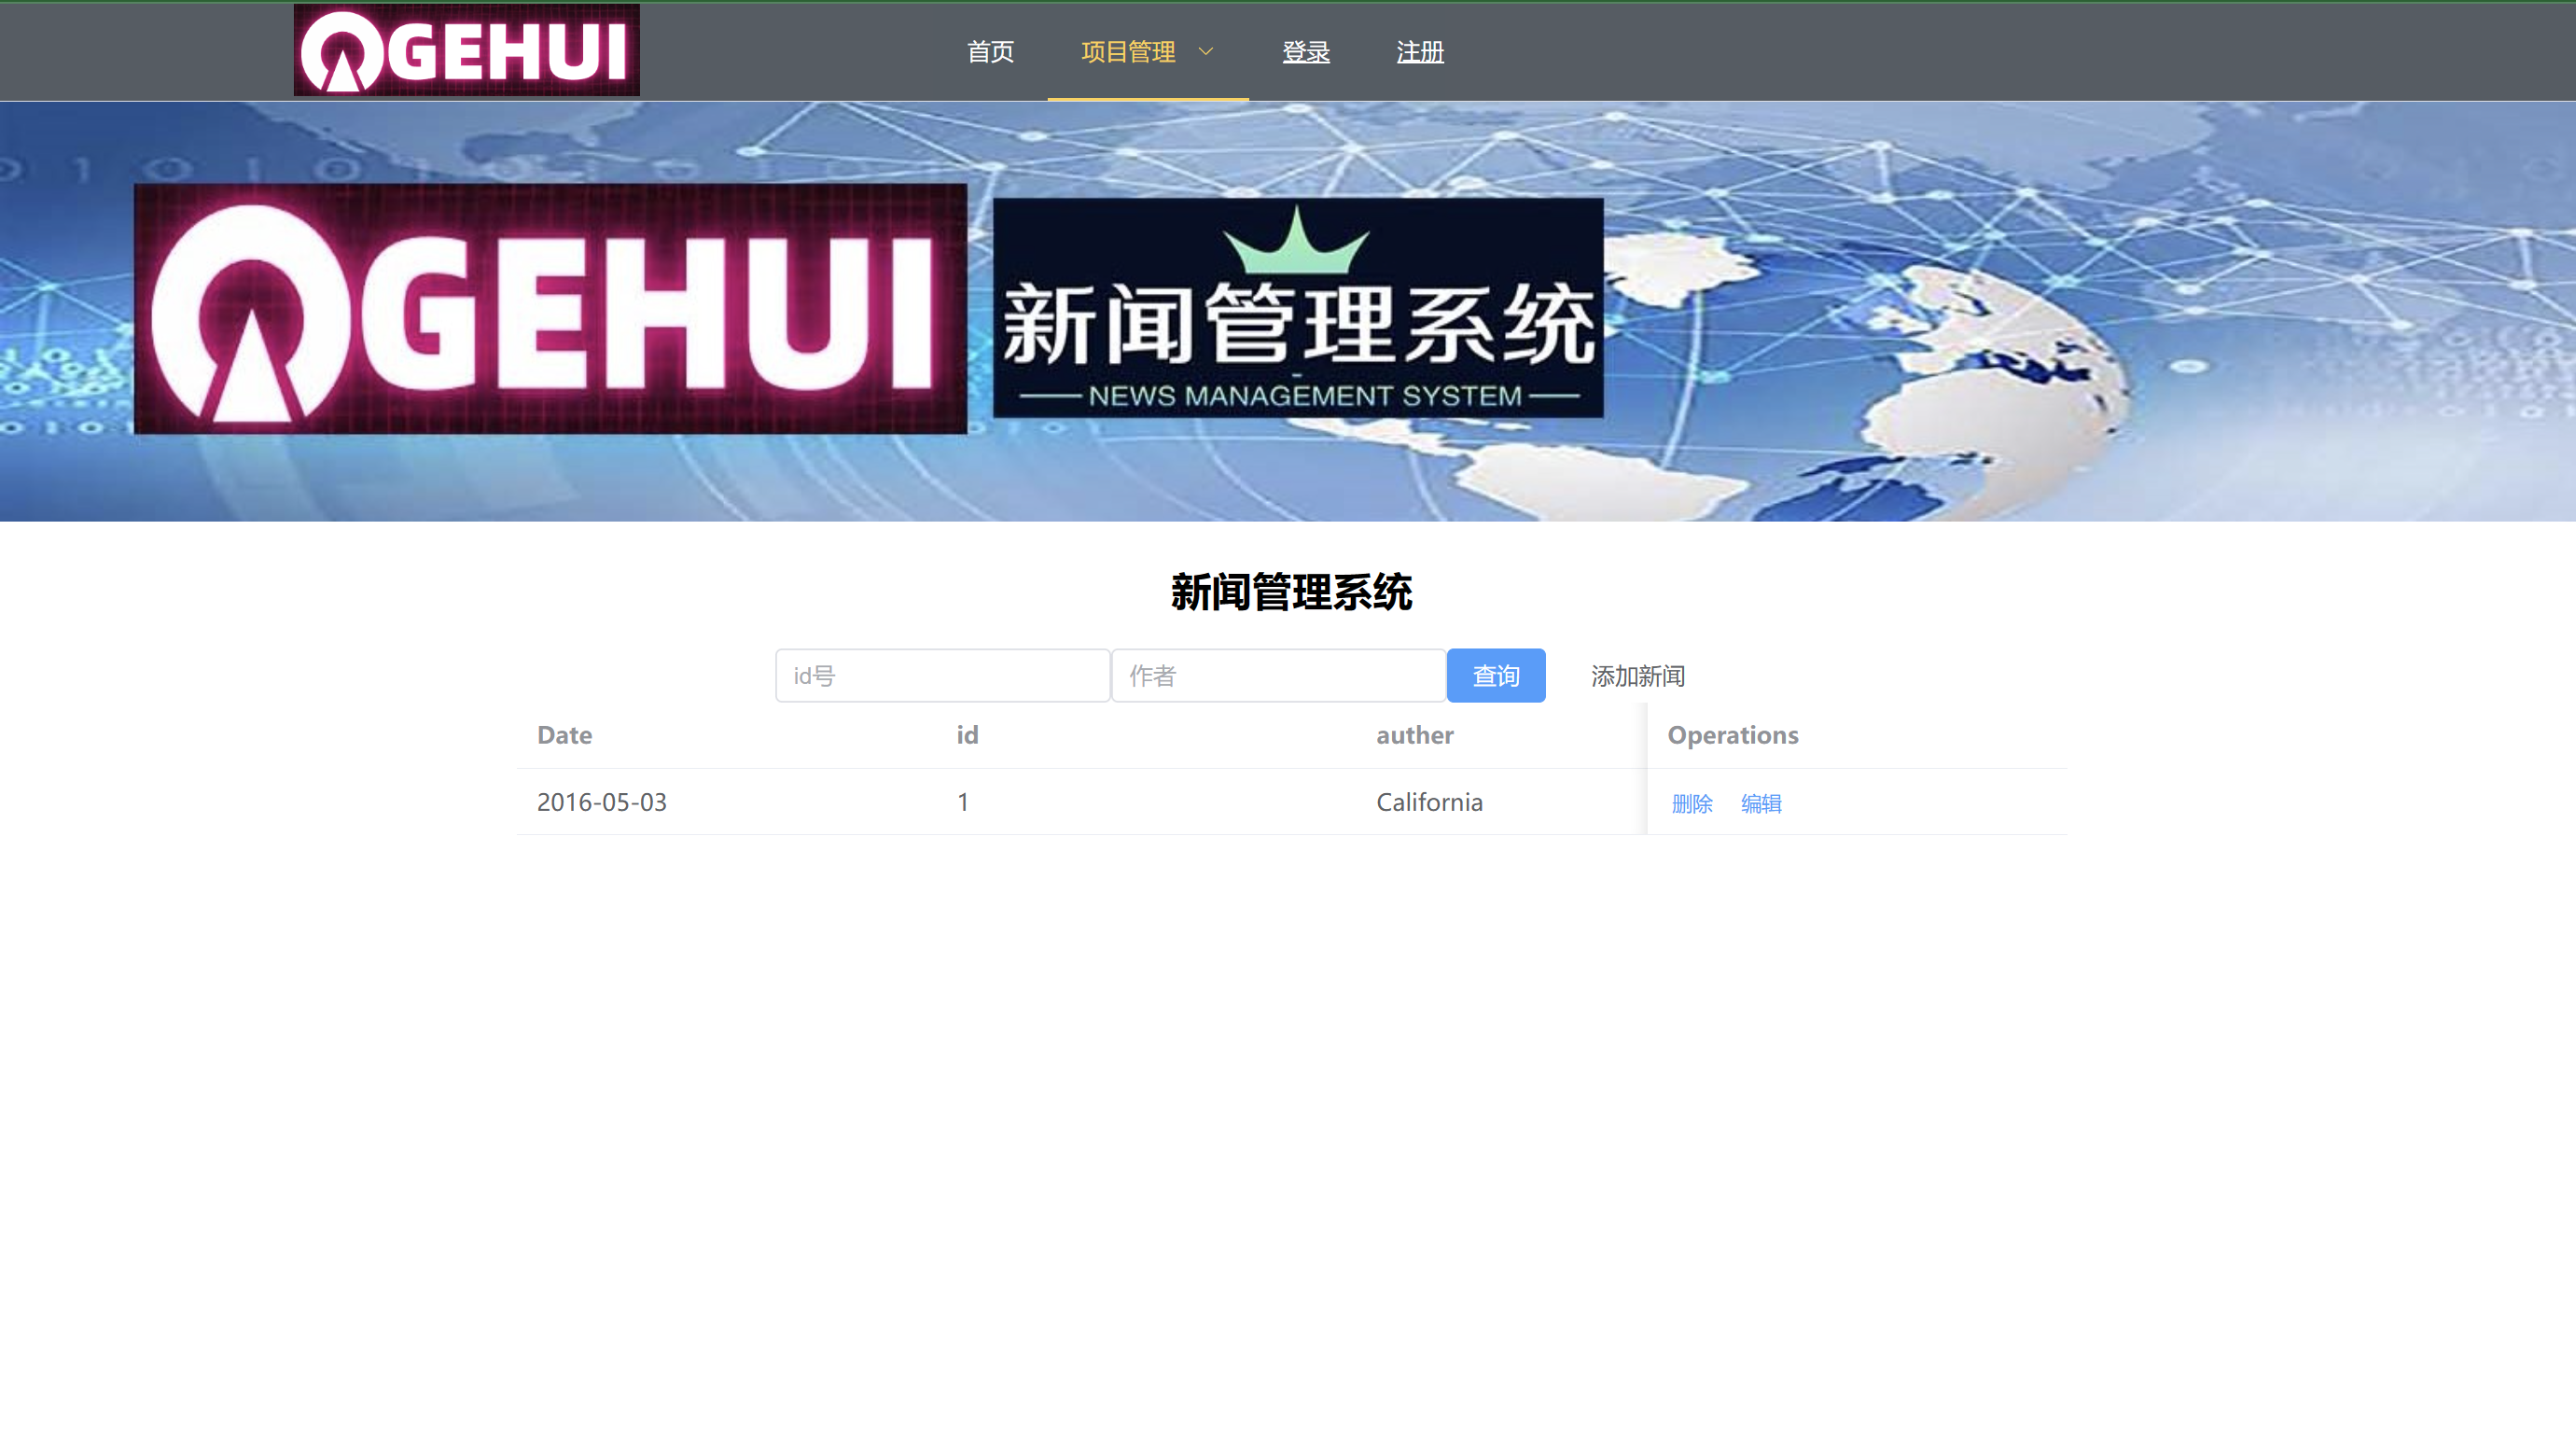 GEHUI 首页 项目管理 登录 注册
GEHUI
新闻管理系统
NEWS MANAGEMENT SYSTEM
新闻管理系统
id号 作者 查询 添加新闻
Date id auther Operations
2016-05-03 1 California 删除 编辑